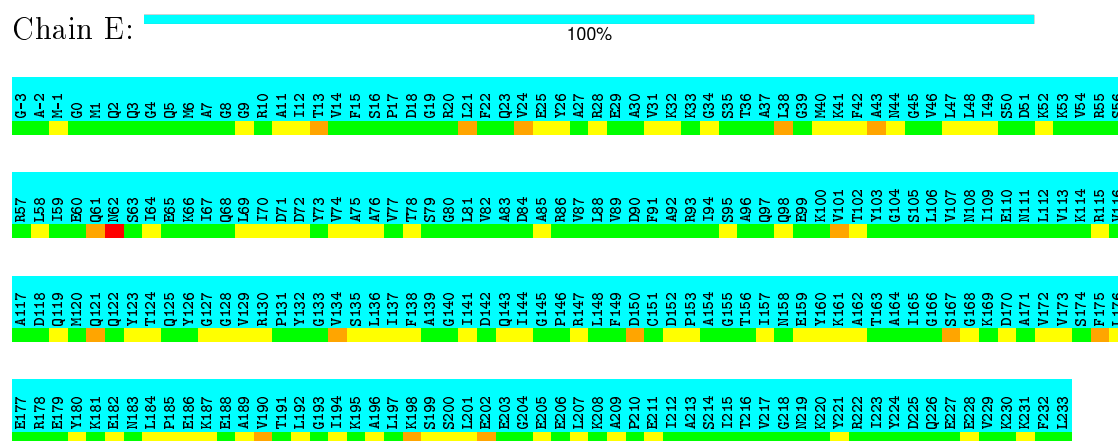 Chain E:
100%
G-3 A-2 M-1 G0 M1 Q2 Q3 G4 Q5 M6 A7 G8 G9 R10 A11 I12 T13 V14 F15 S16 P17 D18 G19 R20 L21 F22 Q23 V24 E25 Y26 A27 R28 E29 A30 V31 K32 K33 G34 S35 T36 A37 L38 G39 M40 K41 F42 A43 N44 G45 V46 L47 L48 I49 S50 D51 K52 K53 V54 R55 S56
R57 L58 I59 E60 Q61 N62 S63 I64 E65 K66 I67 Q68 L69 I70 D71 D72 Y73 V74 A75 A76 V77 T78 S79 G80 L81 V82 A83 D84 A85 R86 V87 L88 V89 D90 F91 A92 R93 I94 S95 A96 Q97 Q98 E99 K100 V101 T102 Y103 G104 S105 L106 V107 N108 I109 E110 N111 L112 V113 K114 R115 V116
A117 D118 Q119 M120 Q121 Q122 Y123 T124 Q125 Y126 G127 G128 V129 R130 P131 Y132 G133 V134 S135 L136 I137 F138 A139 G140 I141 D142 Q143 I144 G145 P146 R147 L148 F149 D150 C151 D152 P153 A154 G155 T156 I157 N158 E159 Y160 K161 A162 T163 A164 I165 G166 S167 G168 K169 D170 A171 V172 V173 S174 F175 L176
E177 R178 E179 Y180 K181 E182 N183 L184 P185 E186 K187 E188 A189 V190 T191 L192 G193 I194 K195 A196 L197 K198 S199 S200 L201 E202 E203 G204 E205 E206 L207 K208 A209 P210 E211 I212 A213 S214 I215 T216 V217 G218 N219 K220 Y221 R222 I223 Y224 D225 Q226 E227 E228 V229 K230 K231 F232 L233